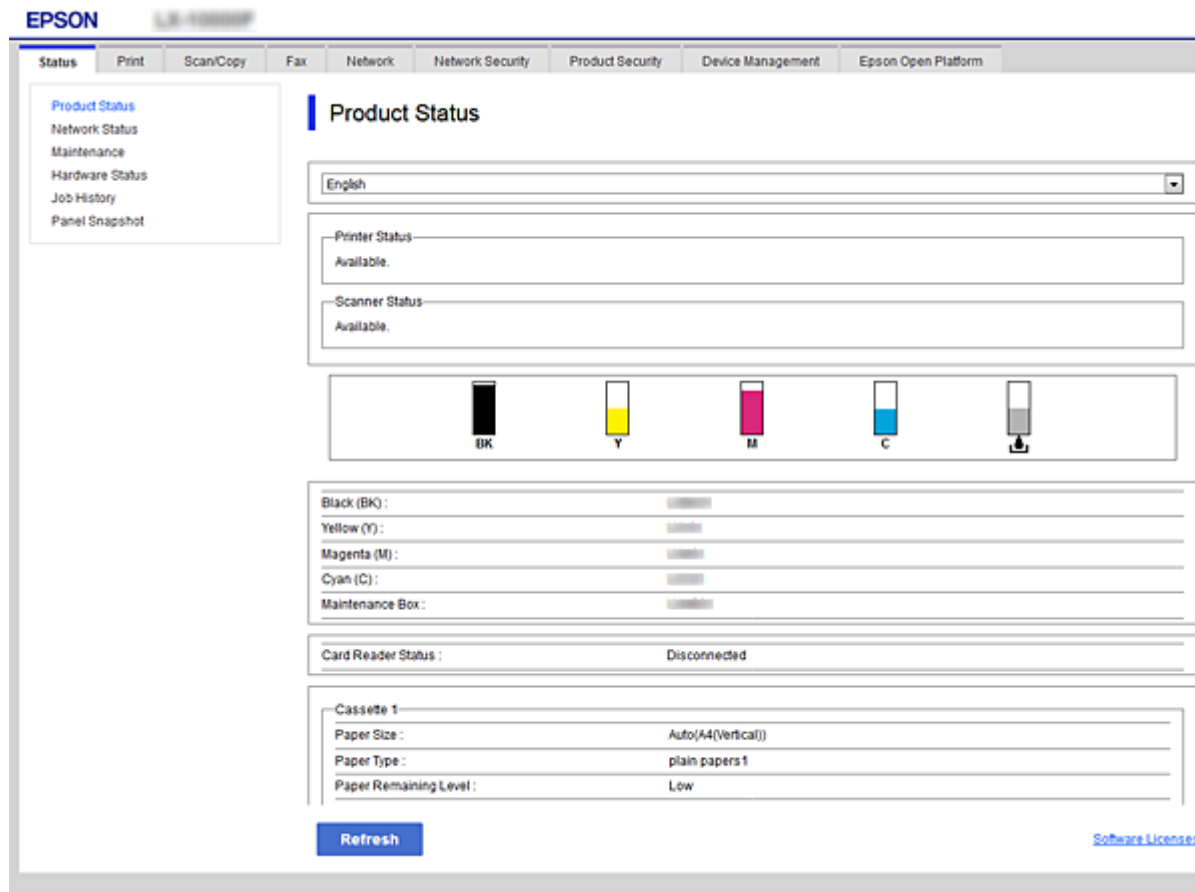 EPSON
Status Print Scan/Copy Fax Network Network Security Product Security Device Management Epson Open Platform
Product Status
Network Status
Maintenance
Hardware Status
Job History
Panel Snapshot
Product Status
English
Printer Status
Available.
Scanner Status
Available.
BK Y M C
Black (BK) :
Yellow (Y) :
Magenta (M) :
Cyan (C) :
Maintenance Box :
Card Reader Status : Disconnected
Cassette 1
Paper Size : Auto(A4(Vertical))
Paper Type : plain papers1
Paper Remaining Level : Low
Refresh
Software Licenses